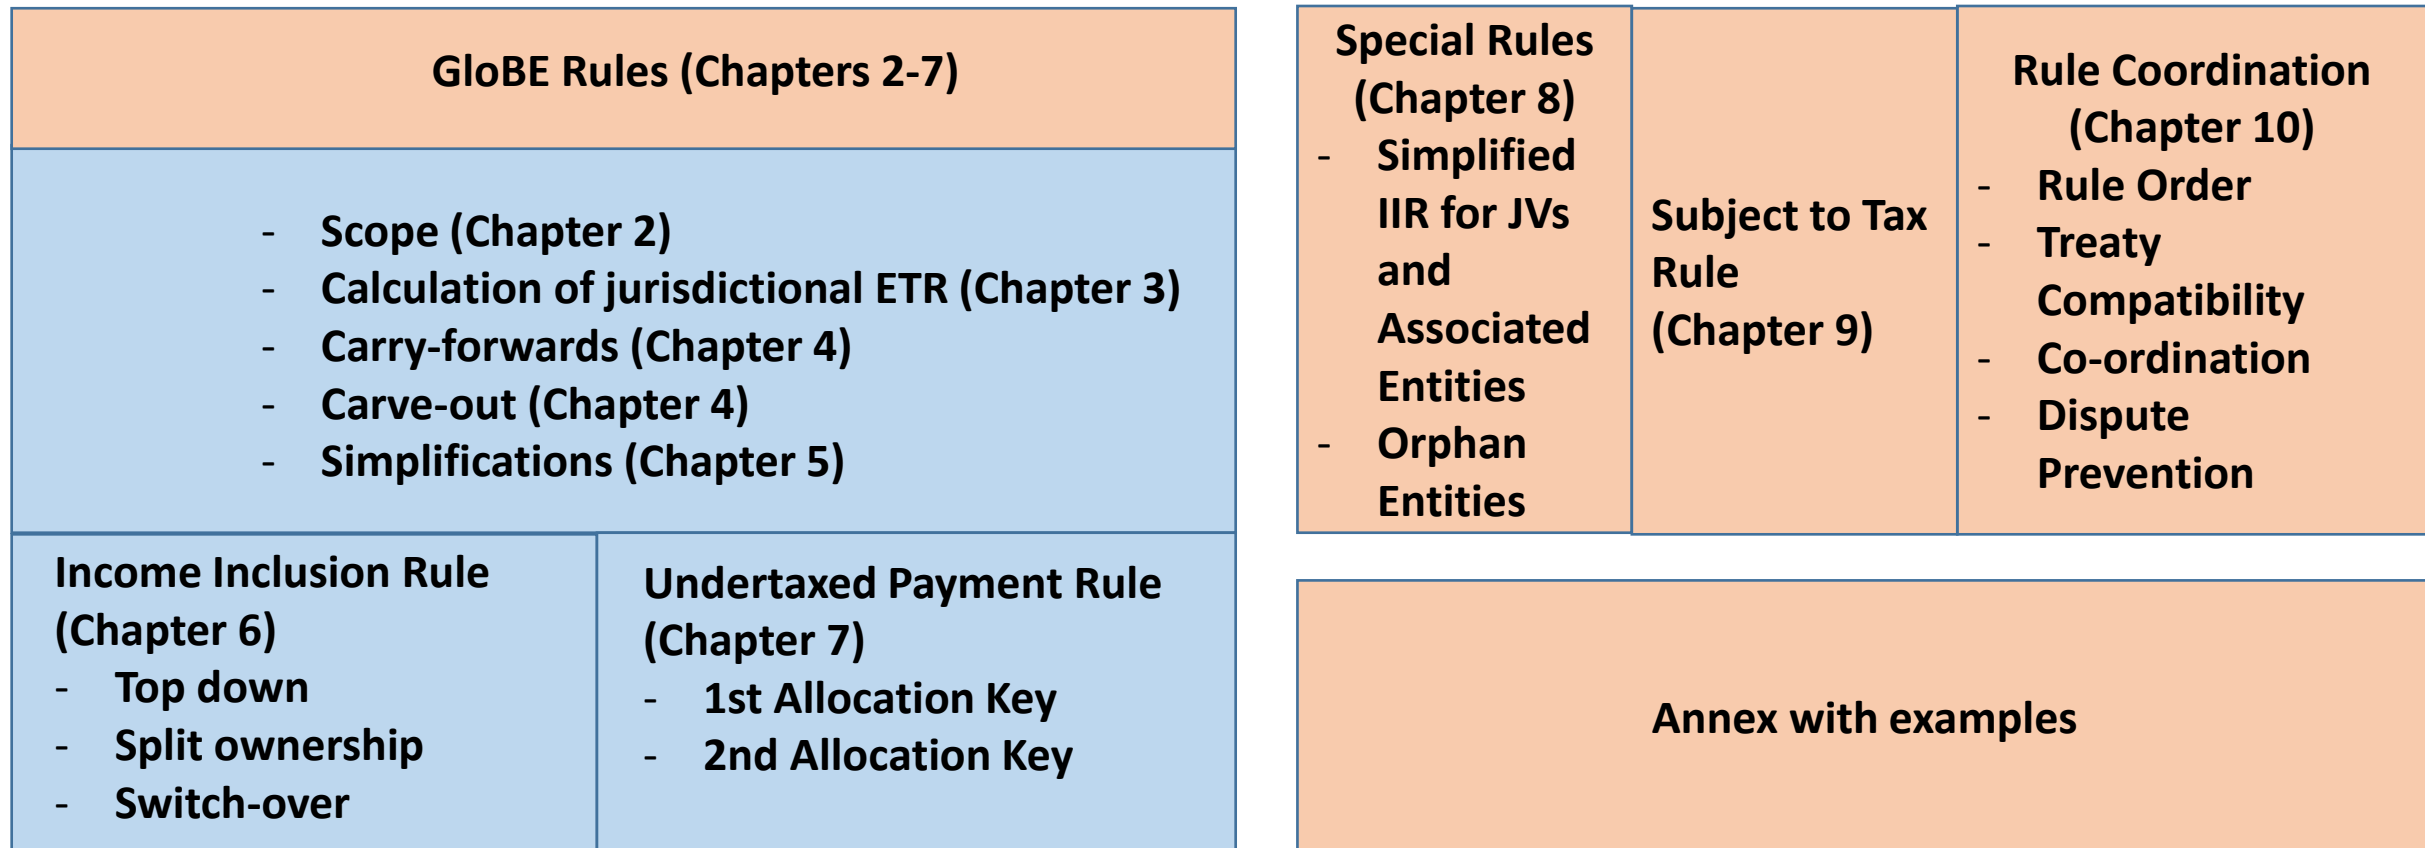 GloBE Rules (Chapters 2-7)
- Scope (Chapter 2)
- Calculation of jurisdictional ETR (Chapter 3)
- Carry-forwards (Chapter 4)
- Carve-out (Chapter 4)
- Simplifications (Chapter 5)
Income Inclusion Rule
(Chapter 6)
- Top down
- Split ownership
- Switch-over
Undertaxed Payment Rule
(Chapter 7)
- 1st Allocation Key
- 2nd Allocation Key
Special Rules
(Chapter 8)
- Simplified
IIR for JVs
and
Associated
Entities
- Orphan
Entities
Subject to Tax
Rule
(Chapter 9)
Rule Coordination
(Chapter 10)
- Rule Order
- Treaty
Compatibility
- Co-ordination
- Dispute
Prevention
Annex with examples